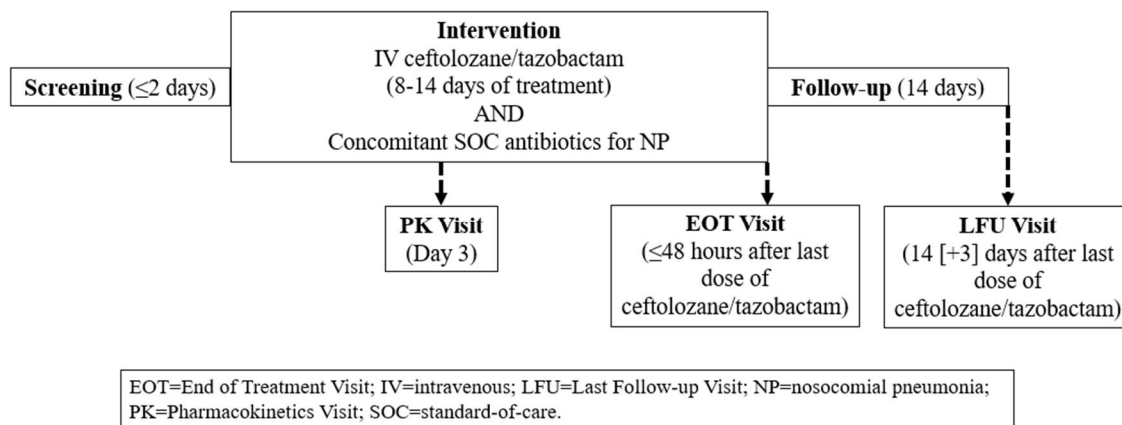 Intervention
IV ceftolozane/tazobactam
(8-14 days of treatment)
AND
Concomitant SOC antibiotics for NP
Screening (≤2 days)
Follow-up (14 days)
PK Visit
(Day 3)
EOT Visit
(≤48 hours after last
dose of
ceftolozane/tazobactam)
LFU Visit
(14 [+3] days after last
dose of
ceftolozane/tazobactam)
EOT=End of Treatment Visit; IV=intravenous; LFU=Last Follow-up Visit; NP=nosocomial pneumonia;
PK=Pharmacokinetics Visit; SOC=standard-of-care.